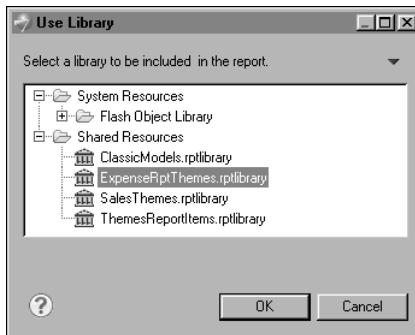 Use Library
Select a library to be included in the report.
System Resources
Flash Object Library
Shared Resources
ClassicModels.rptlibrary
ExpenseRptThemes.rptlibrary
SalesThemes.rptlibrary
ThemesReportItems.rptlibrary
?
OK Cancel